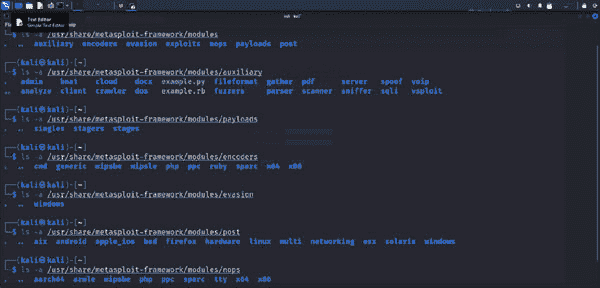 Text Editor
Simple Text Editor
$ ls -a /usr/share/metasploit-framework/modules
. .. auxiliary encoders evasion exploits nops payloads post
(kali㉿kali)-[~]
$ ls -a /usr/share/metasploit-framework/modules/auxiliary
. admin bnat cloud docx example.py fileformat gather pdf server spoof voip
.. analyze client crawler dos example.rb fuzzers parser scanner sniffer sqli vsploit
(kali㉿kali)-[~]
$ ls -a /usr/share/metasploit-framework/modules/payloads
. .. singles stagers stages
(kali㉿kali)-[~]
$ ls -a /usr/share/metasploit-framework/modules/encoders
. .. cmd generic mipsbe mipsle php ppc ruby sparc x64 x86
(kali㉿kali)-[~]
$ ls -a /usr/share/metasploit-framework/modules/evasion
. .. windows
(kali㉿kali)-[~]
$ ls -a /usr/share/metasploit-framework/modules/post
. .. aix android apple_ios bsd firefox hardware linux multi networking osx solaris windows
(kali㉿kali)-[~]
$ ls -a /usr/share/metasploit-framework/modules/nops
. .. aarch64 armle mipsbe php ppc sparc tty x64 x86